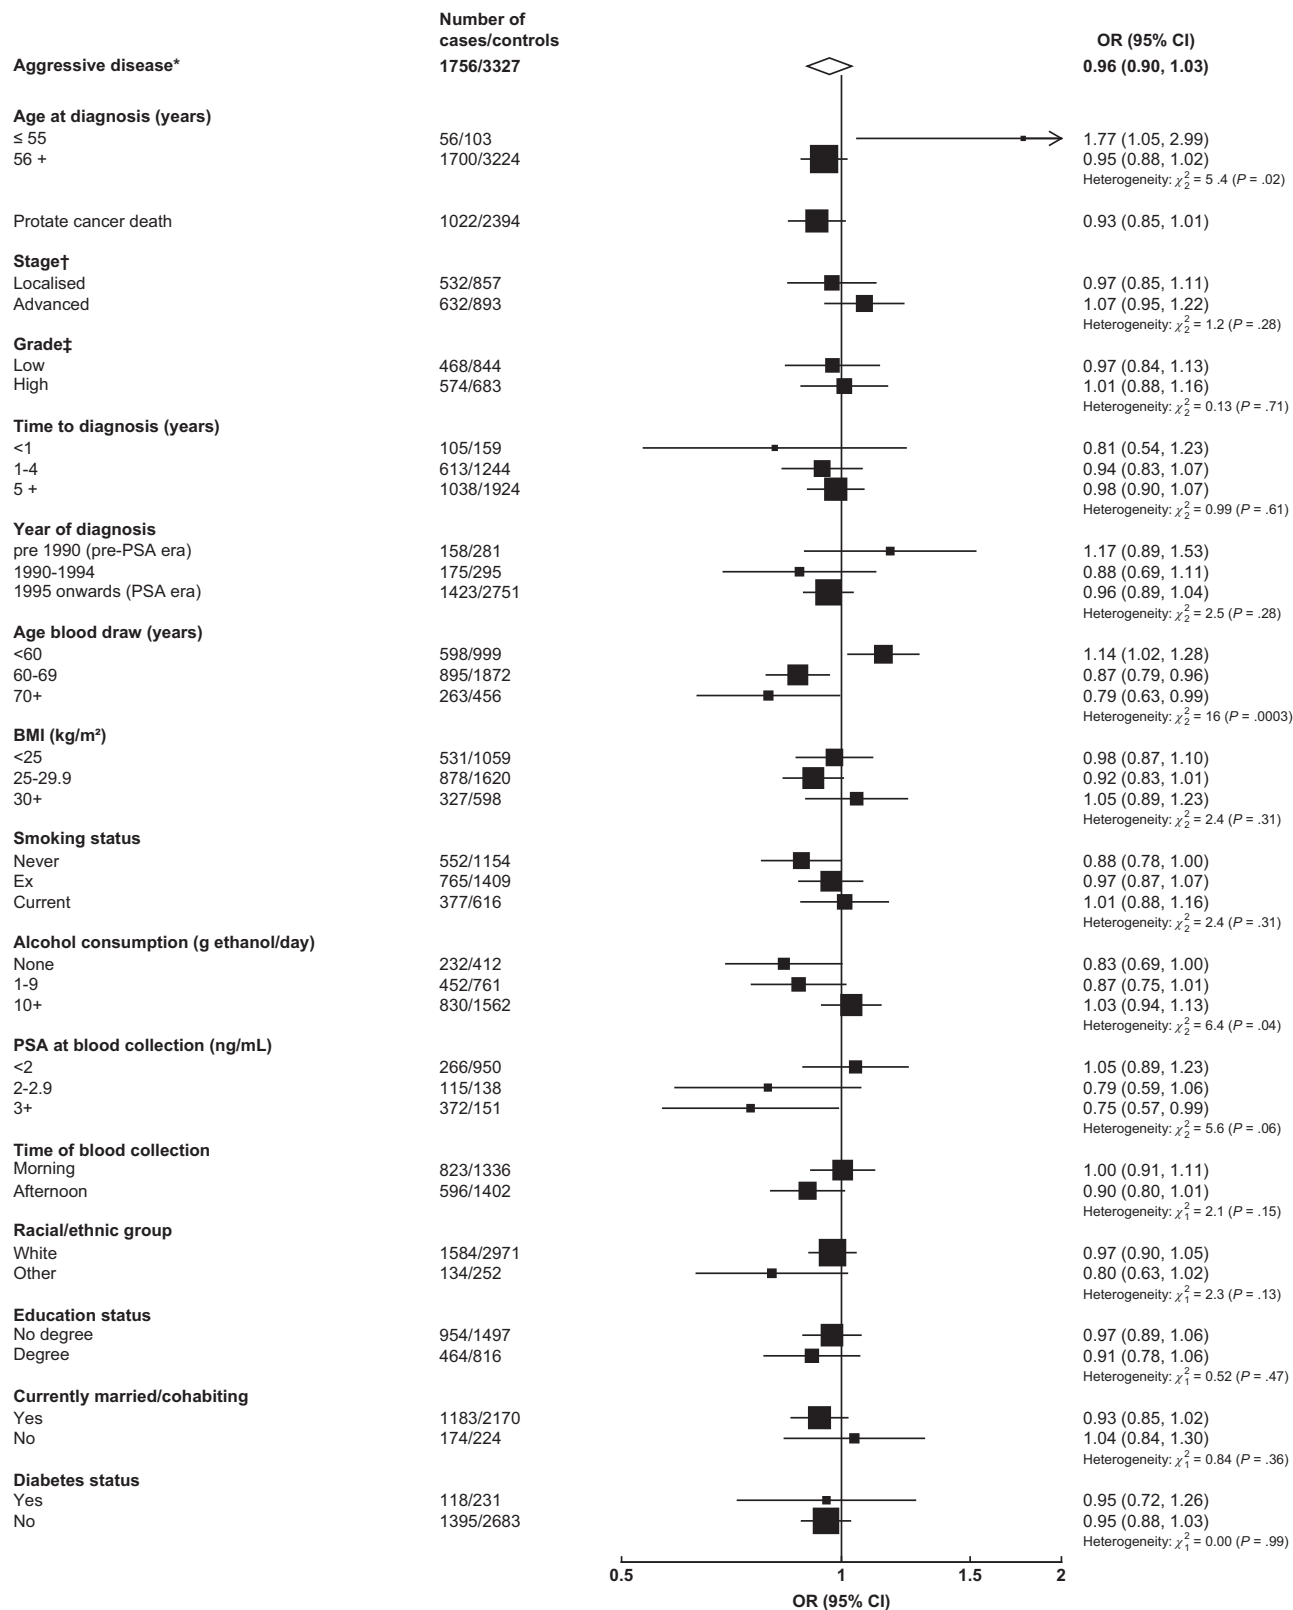 Number of
cases/controls OR (95% CI)
Aggressive disease* 1756/3327 0.96 (0.90, 1.03)
Age at diagnosis (years)
≤ 55 56/103 1.77 (1.05, 2.99)
56 + 1700/3224 0.95 (0.88, 1.02)
Heterogeneity: χ²₂ = 5 .4 (P = .02)
Protate cancer death 1022/2394 0.93 (0.85, 1.01)
Stage†
Localised 532/857 0.97 (0.85, 1.11)
Advanced 632/893 1.07 (0.95, 1.22)
Heterogeneity: χ²₂ = 1.2 (P = .28)
Grade‡
Low 468/844 0.97 (0.84, 1.13)
High 574/683 1.01 (0.88, 1.16)
Heterogeneity: χ²₂ = 0.13 (P = .71)
Time to diagnosis (years)
<1 105/159 0.81 (0.54, 1.23)
1-4 613/1244 0.94 (0.83, 1.07)
5 + 1038/1924 0.98 (0.90, 1.07)
Heterogeneity: χ²₂ = 0.99 (P = .61)
Year of diagnosis
pre 1990 (pre-PSA era) 158/281 1.17 (0.89, 1.53)
1990-1994 175/295 0.88 (0.69, 1.11)
1995 onwards (PSA era) 1423/2751 0.96 (0.89, 1.04)
Heterogeneity: χ²₂ = 2.5 (P = .28)
Age blood draw (years)
<60 598/999 1.14 (1.02, 1.28)
60-69 895/1872 0.87 (0.79, 0.96)
70+ 263/456 0.79 (0.63, 0.99)
Heterogeneity: χ²₂ = 16 (P = .0003)
BMI (kg/m²)
<25 531/1059 0.98 (0.87, 1.10)
25-29.9 878/1620 0.92 (0.83, 1.01)
30+ 327/598 1.05 (0.89, 1.23)
Heterogeneity: χ²₂ = 2.4 (P = .31)
Smoking status
Never 552/1154 0.88 (0.78, 1.00)
Ex 765/1409 0.97 (0.87, 1.07)
Current 377/616 1.01 (0.88, 1.16)
Heterogeneity: χ²₂ = 2.4 (P = .31)
Alcohol consumption (g ethanol/day)
None 232/412 0.83 (0.69, 1.00)
1-9 452/761 0.87 (0.75, 1.01)
10+ 830/1562 1.03 (0.94, 1.13)
Heterogeneity: χ²₂ = 6.4 (P = .04)
PSA at blood collection (ng/mL)
<2 266/950 1.05 (0.89, 1.23)
2-2.9 115/138 0.79 (0.59, 1.06)
3+ 372/151 0.75 (0.57, 0.99)
Heterogeneity: χ²₂ = 5.6 (P = .06)
Time of blood collection
Morning 823/1336 1.00 (0.91, 1.11)
Afternoon 596/1402 0.90 (0.80, 1.01)
Heterogeneity: χ²₁ = 2.1 (P = .15)
Racial/ethnic group
White 1584/2971 0.97 (0.90, 1.05)
Other 134/252 0.80 (0.63, 1.02)
Heterogeneity: χ²₁ = 2.3 (P = .13)
Education status
No degree 954/1497 0.97 (0.89, 1.06)
Degree 464/816 0.91 (0.78, 1.06)
Heterogeneity: χ²₁ = 0.52 (P = .47)
Currently married/cohabiting
Yes 1183/2170 0.93 (0.85, 1.02)
No 174/224 1.04 (0.84, 1.30)
Heterogeneity: χ²₁ = 0.84 (P = .36)
Diabetes status
Yes 118/231 0.95 (0.72, 1.26)
No 1395/2683 0.95 (0.88, 1.03)
Heterogeneity: χ²₁ = 0.00 (P = .99)
0.5 1 1.5 2
OR (95% CI)